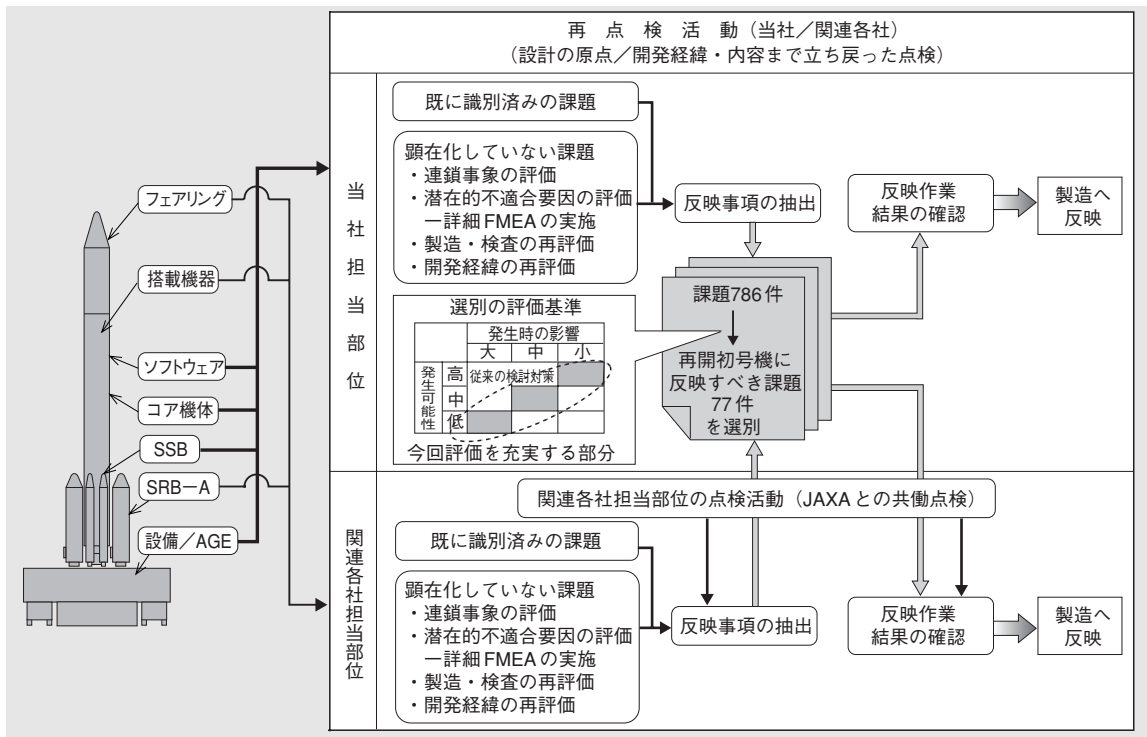 再点検活動（当社／関連各社）
（設計の原点／開発経緯・内容まで立ち戻った点検）
フェアリング
搭載機器
ソフトウェア
コア機体
SSB
SRB－A
設備／AGE
当社担当部位
既に識別済みの課題
顕在化していない課題
・連鎖事象の評価
・潜在的不適合要因の評価
―詳細FMEAの実施
・製造・検査の再評価
・開発経緯の再評価
反映事項の抽出
反映作業
結果の確認
製造へ
反映
選別の評価基準
発生時の影響
大 中 小
発生可能性
高 従来の検討対策
中
低
今回評価を充実する部分
課題786件
再開初号機に
反映すべき課題
77件
を選別
関連各社担当部位
関連各社担当部位の点検活動（JAXAとの共働点検）
既に識別済みの課題
顕在化していない課題
・連鎖事象の評価
・潜在的不適合要因の評価
―詳細FMEAの実施
・製造・検査の再評価
・開発経緯の再評価
反映事項の抽出
反映作業
結果の確認
製造へ
反映